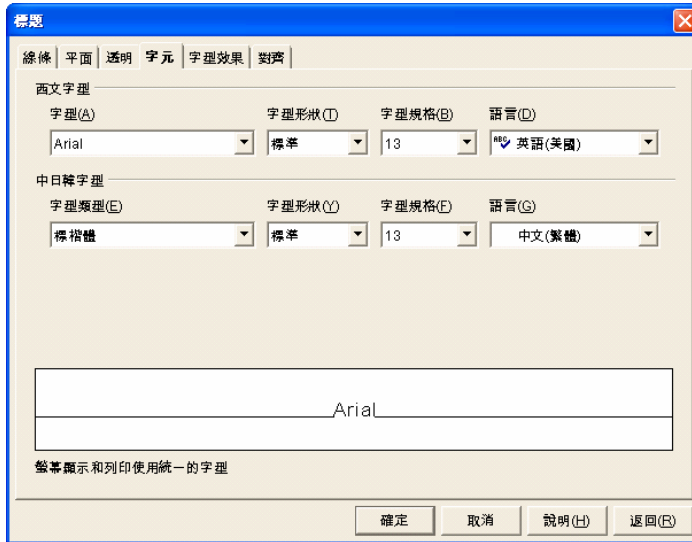 標題
線條 平面 透明 字元 字型效果 對齊
西文字型
字型(A) 字型形狀(T) 字型規格(B) 語言(D)
Arial 標準 13 ABC 英語(美國)
中日韓字型
字型類型(E) 字型形狀(Y) 字型規格(F) 語言(G)
標楷體 標準 13 中文(繁體)
Arial
螢幕顯示和列印使用統一的字型
確定 取消 說明(H) 返回(R)